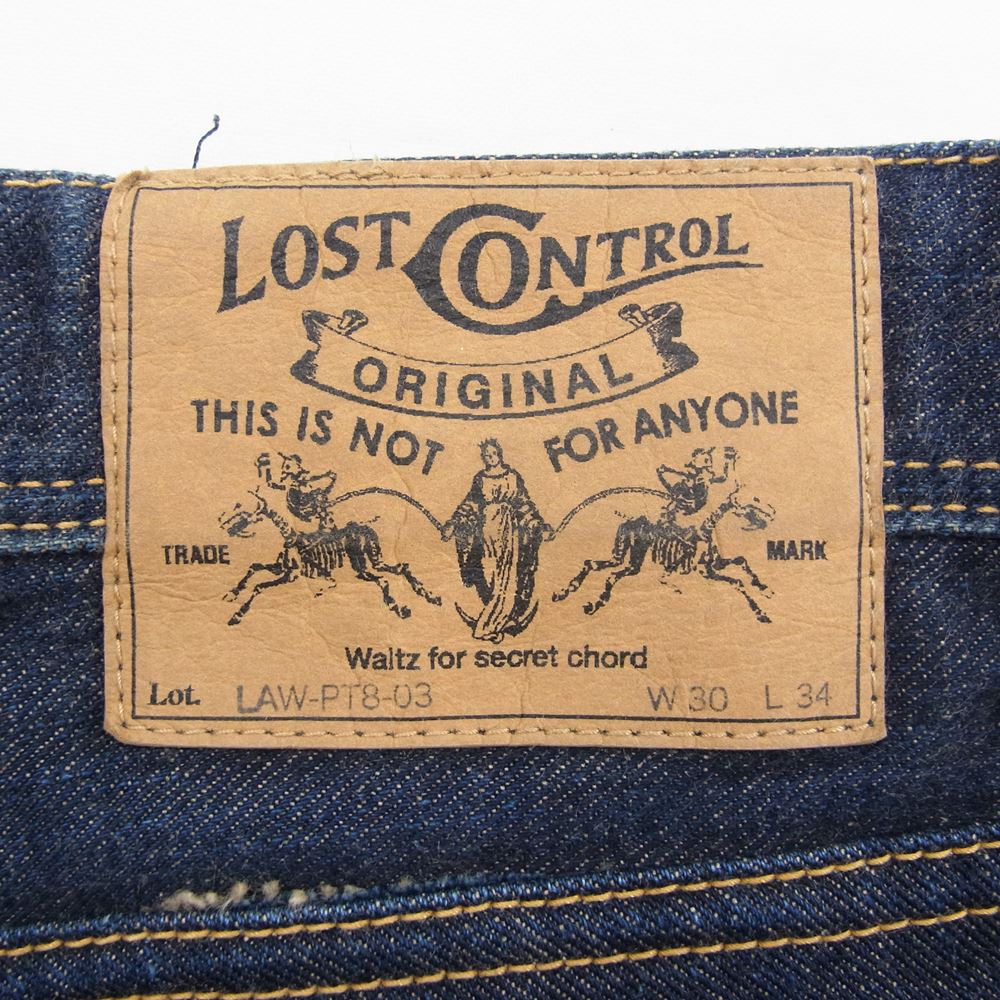 LOST CONTROL
ORIGINAL
THIS IS NOT FOR ANYONE
TRADE MARK
Waltz for secret chord
Lot. LAW-PT8-03 W 30 L 34